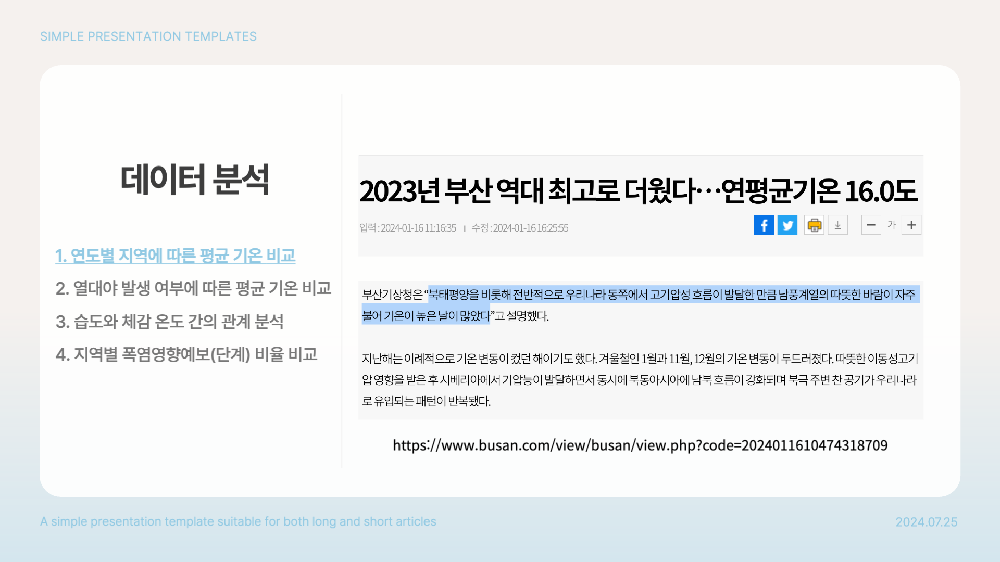 SIMPLE PRESENTATION TEMPLATES
데이터 분석
1. 연도별 지역에 따른 평균 기온 비교
2. 열대야 발생 여부에 따른 평균 기온 비교
3. 습도와 체감 온도 간의 관계 분석
4. 지역별 폭염영향예보(단계) 비율 비교
2023년 부산 역대 최고로 더웠다…연평균기온 16.0도
입력 : 2024-01-16 11:16:35 | 수정 : 2024-01-16 16:25:55
가
부산기상청은 “북태평양을 비롯해 전반적으로 우리나라 동쪽에서 고기압성 흐름이 발달한 만큼 남풍계열의 따뜻한 바람이 자주
불어 기온이 높은 날이 많았다”고 설명했다.
지난해는 이례적으로 기온 변동이 컸던 해이기도 했다. 겨울철인 1월과 11월, 12월의 기온 변동이 두드러졌다. 따뜻한 이동성고기
압 영향을 받은 후 시베리아에서 기압능이 발달하면서 동시에 북동아시아에 남북 흐름이 강화되며 북극 주변 찬 공기가 우리나라
로 유입되는 패턴이 반복됐다.
https://www.busan.com/view/busan/view.php?code=2024011610474318709
A simple presentation template suitable for both long and short articles
2024.07.25